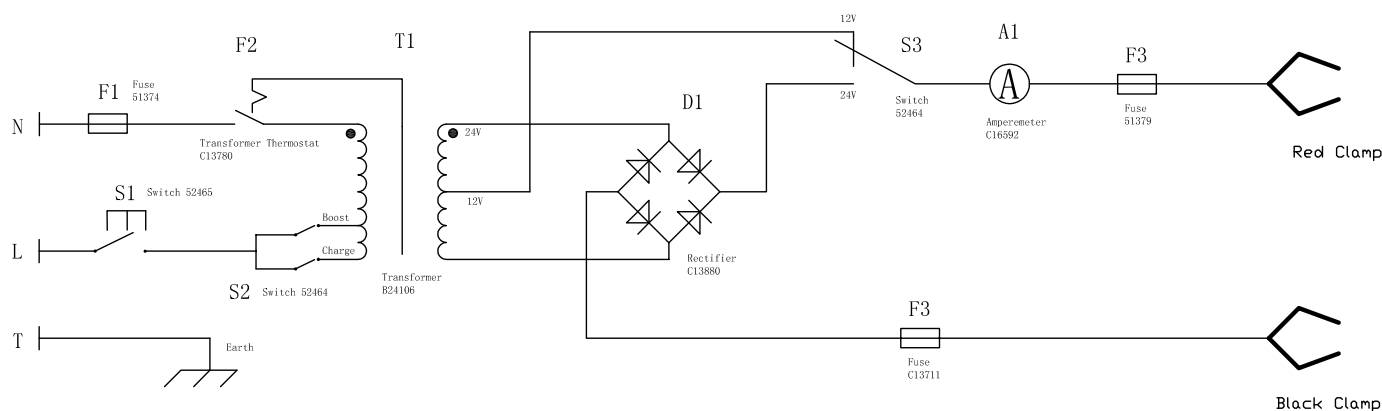 12V
F2
T1
S3
A1
F3
F1
Fuse
51374
24V
Switch
52464
A
Fuse
51379
Amperemeter
C16592
D1
N
24V
Transformer Thermostat
C13780
Red Clamp
S1
Switch 52465
12V
Boost
L
Charge
Rectifier
C13880
Transformer
B24106
S2
Switch 52464
F3
T
Earth
Fuse
C13711
Black Clamp